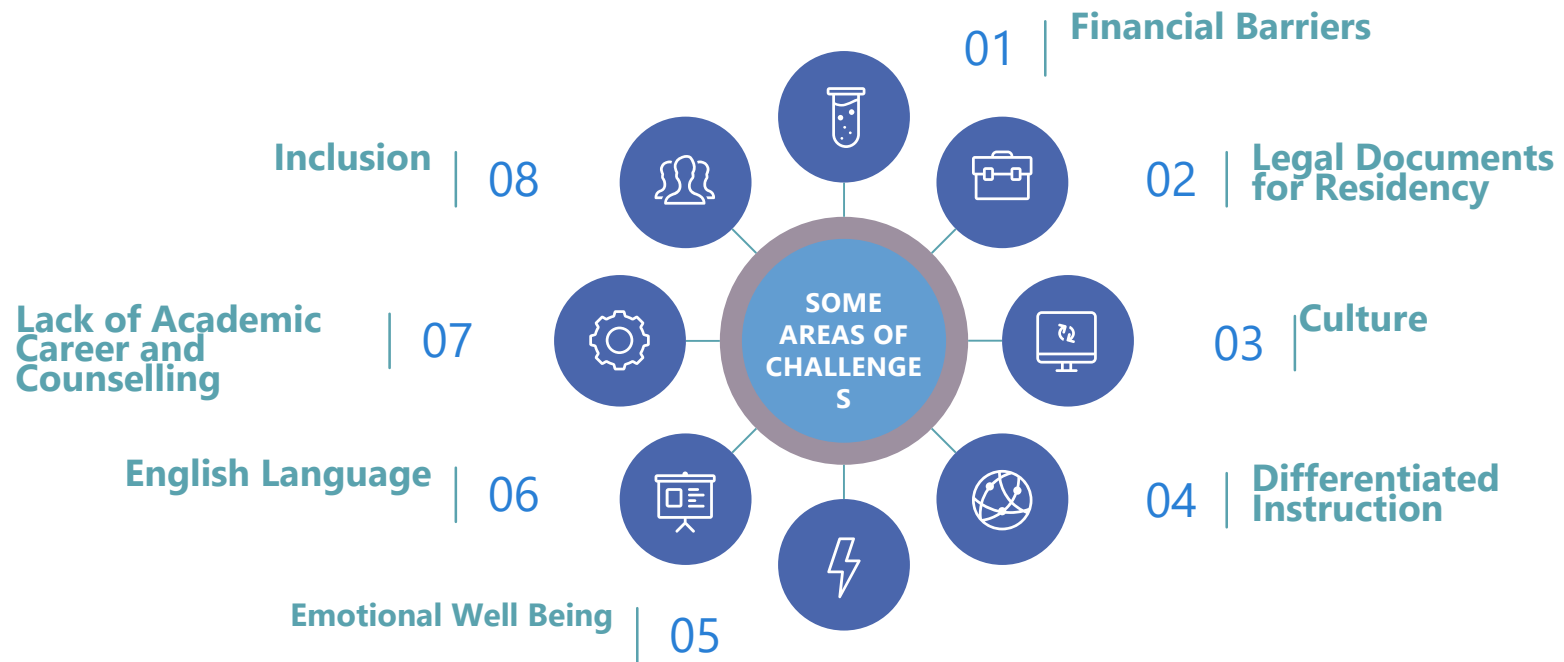 SOME
AREAS OF
CHALLENGE
S
01
Financial Barriers
02
Legal Documents
for Residency
03
Culture
04
Differentiated
Instruction
05
Emotional Well Being
06
English Language
07
Lack of Academic
Career and
Counselling
08
Inclusion